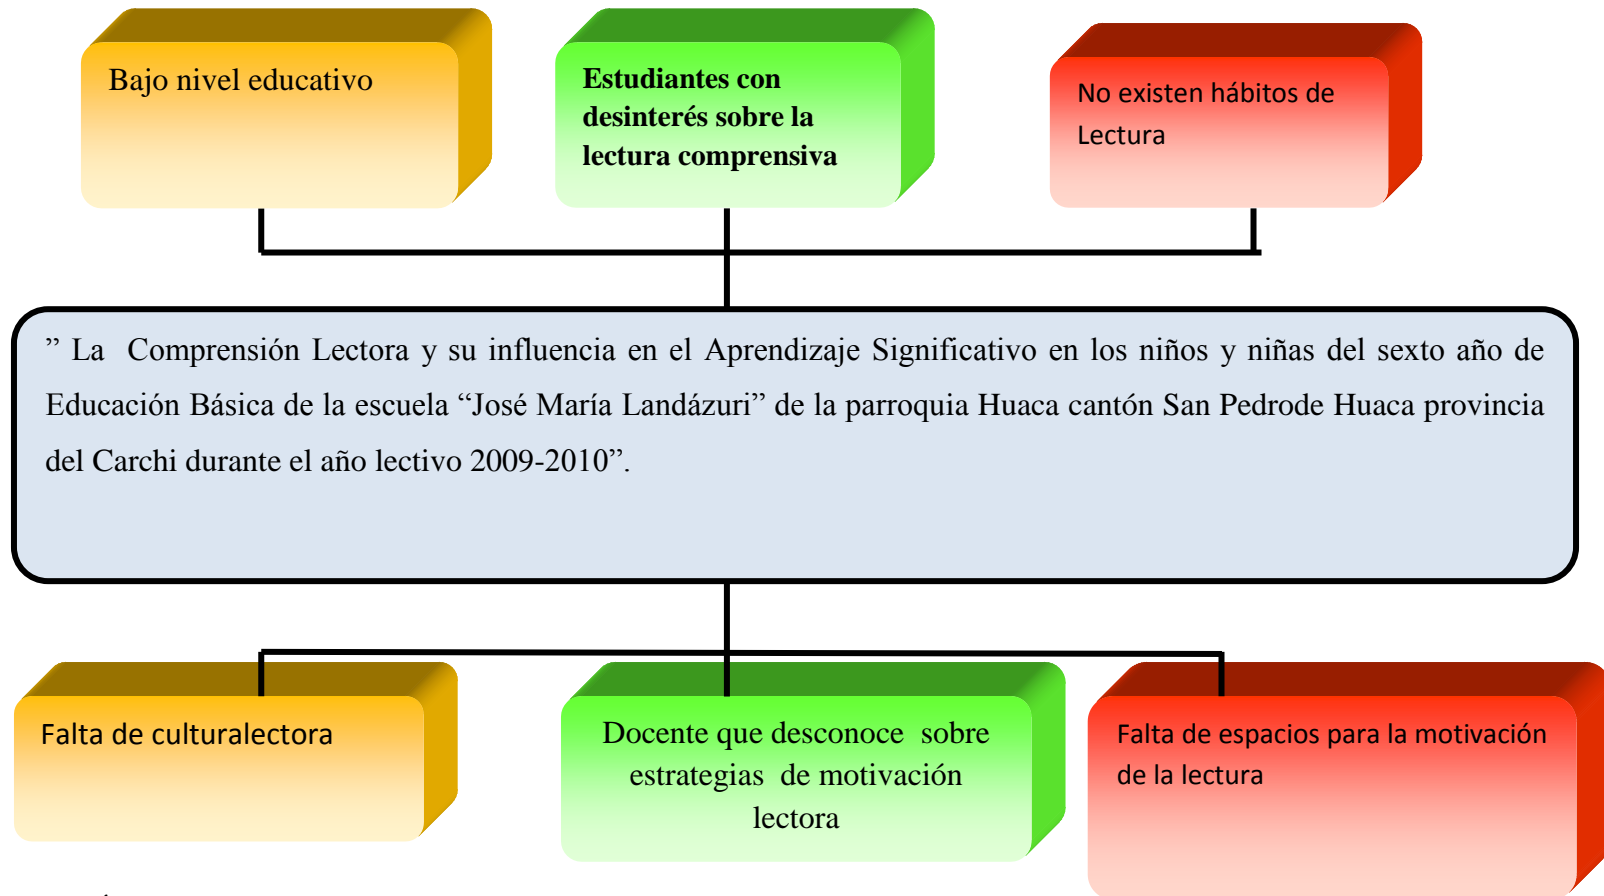 Bajo nivel educativo
Estudiantes con
desinterés sobre la
lectura comprensiva
No existen hábitos de
Lectura
” La Comprensión Lectora y su influencia en el Aprendizaje Significativo en los niños y niñas del sexto año de
Educación Básica de la escuela “José María Landázuri” de la parroquia Huaca cantón San Pedrode Huaca provincia
del Carchi durante el año lectivo 2009-2010”.
Falta de culturalectora
Docente que desconoce sobre
estrategias de motivación
lectora
Falta de espacios para la motivación
de la lectura